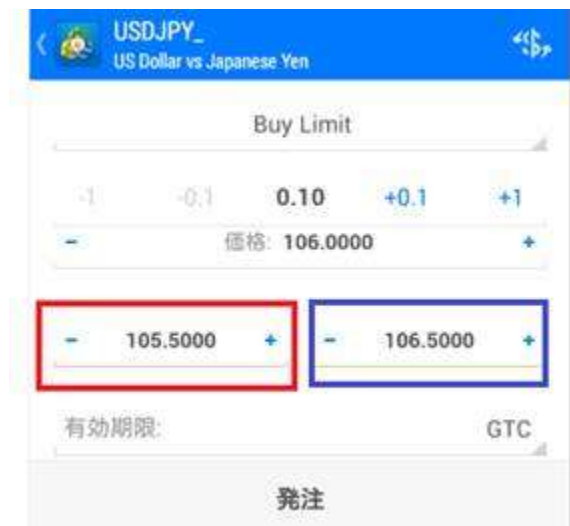 USDJPY_
US Dollar vs Japanese Yen
Buy Limit
-1 -0.1 0.10 +0.1 +1
- 価格: 106.0000 +
- 105.5000 + - 106.5000 +
有効期限: GTC
発注